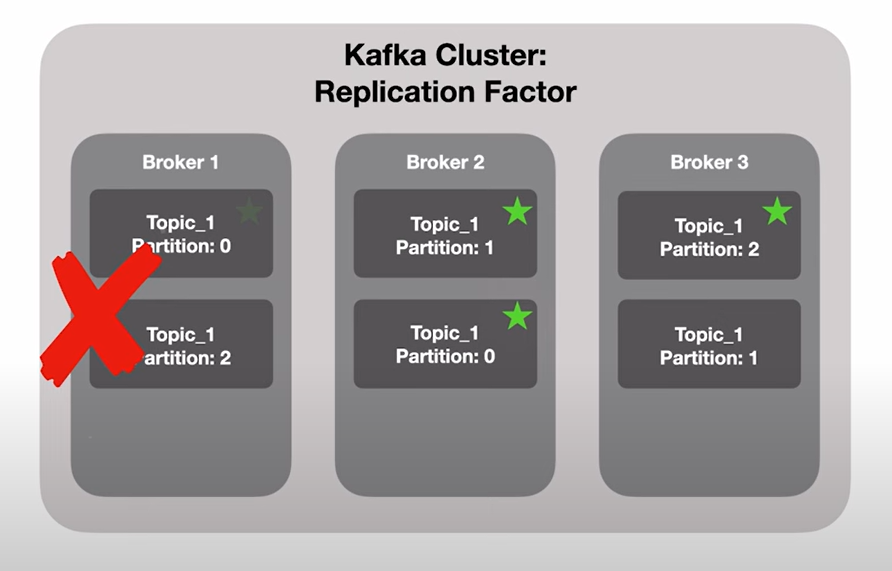 Kafka Cluster:
Replication Factor
Broker 1
Topic_1
Partition: 0
Topic_1
Partition: 2
Broker 2
Topic_1
Partition: 1
Topic_1
Partition: 0
Broker 3
Topic_1
Partition: 2
Topic_1
Partition: 1